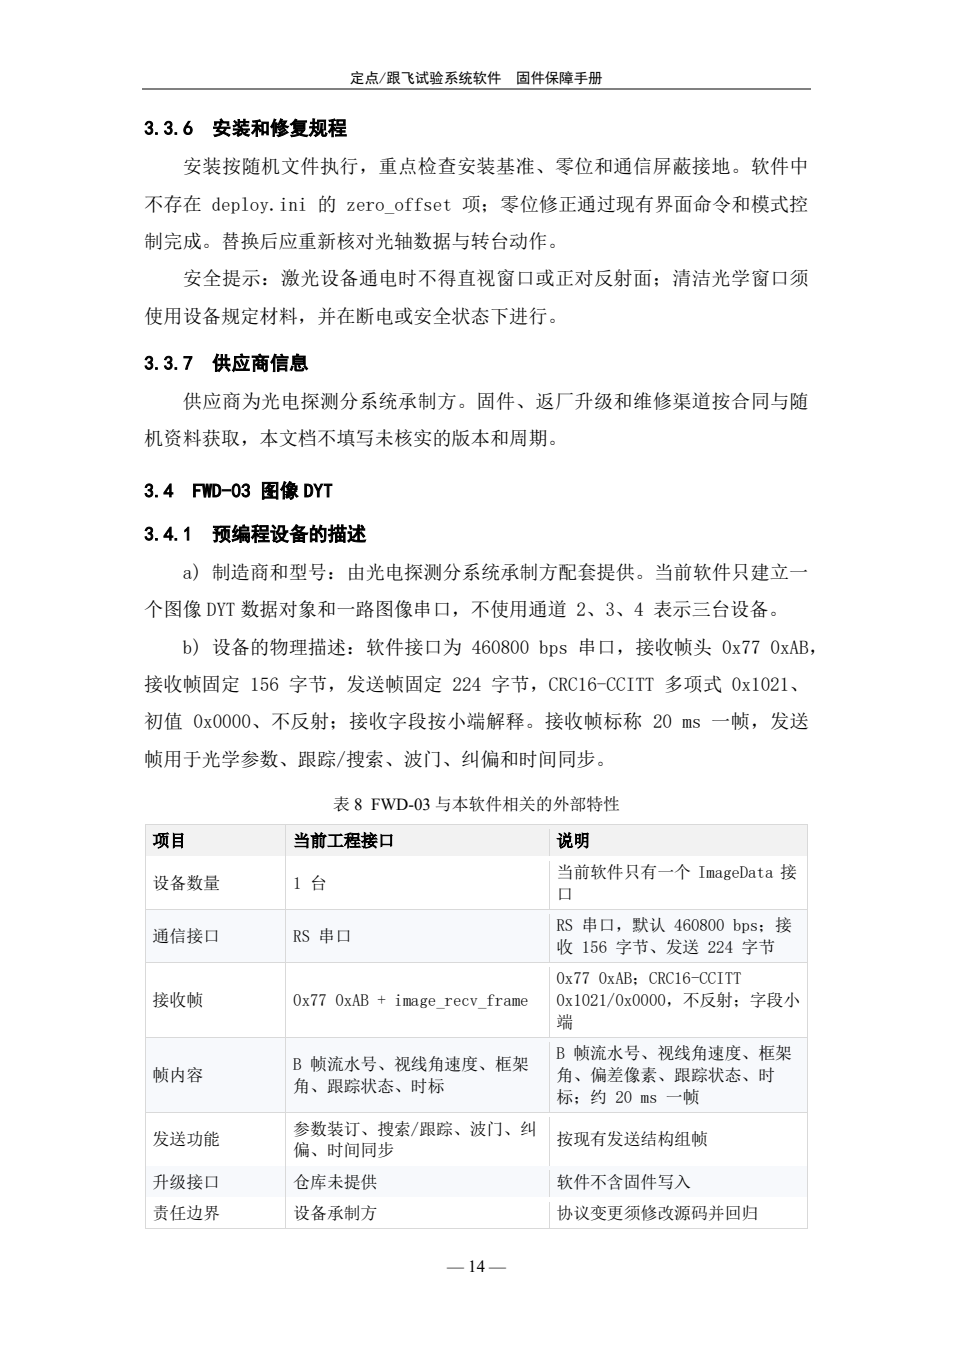 定点/跟飞试验系统软件　固件保障手册
3.3.6　安装和修复规程
安装按随机文件执行，重点检查安装基准、零位和通信屏蔽接地。软件中
不存在 deploy.ini 的 zero_offset 项；零位修正通过现有界面命令和模式控
制完成。替换后应重新核对光轴数据与转台动作。
安全提示：激光设备通电时不得直视窗口或正对反射面；清洁光学窗口须
使用设备规定材料，并在断电或安全状态下进行。
3.3.7　供应商信息
供应商为光电探测分系统承制方。固件、返厂升级和维修渠道按合同与随
机资料获取，本文档不填写未核实的版本和周期。
3.4　FWD-03 图像 DYT
3.4.1　预编程设备的描述
a) 制造商和型号：由光电探测分系统承制方配套提供。当前软件只建立一
个图像 DYT 数据对象和一路图像串口，不使用通道 2、3、4 表示三台设备。
b) 设备的物理描述：软件接口为 460800 bps 串口，接收帧头 0x77 0xAB，
接收帧固定 156 字节，发送帧固定 224 字节，CRC16-CCITT 多项式 0x1021、
初值 0x0000、不反射；接收字段按小端解释。接收帧标称 20 ms 一帧，发送
帧用于光学参数、跟踪/搜索、波门、纠偏和时间同步。
表 8 FWD-03 与本软件相关的外部特性
项目　当前工程接口　说明
设备数量　1 台　当前软件只有一个 ImageData 接
口
通信接口　RS 串口　RS 串口，默认 460800 bps；接
收 156 字节、发送 224 字节
接收帧　0x77 0xAB + image_recv_frame　0x77 0xAB；CRC16-CCITT
0x1021/0x0000，不反射；字段小
端
帧内容　B 帧流水号、视线角速度、框架
角、跟踪状态、时标　B 帧流水号、视线角速度、框架
角、偏差像素、跟踪状态、时
标；约 20 ms 一帧
发送功能　参数装订、搜索/跟踪、波门、纠
偏、时间同步　按现有发送结构组帧
升级接口　仓库未提供　软件不含固件写入
责任边界　设备承制方　协议变更须修改源码并回归
— 14 —